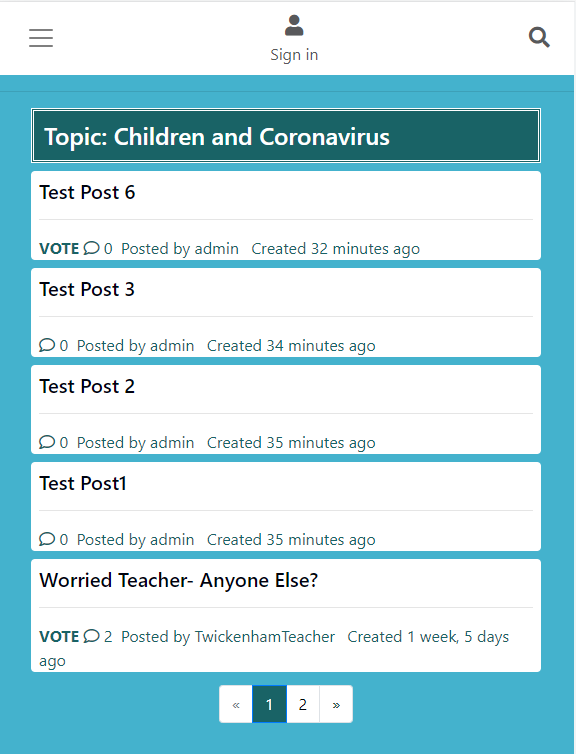 Sign in
Topic: Children and Coronavirus
Test Post 6
VOTE 0 Posted by admin Created 32 minutes ago
Test Post 3
0 Posted by admin Created 34 minutes ago
Test Post 2
0 Posted by admin Created 35 minutes ago
Test Post1
0 Posted by admin Created 35 minutes ago
Worried Teacher- Anyone Else?
VOTE 2 Posted by TwickenhamTeacher Created 1 week, 5 days
ago
« 1 2 »